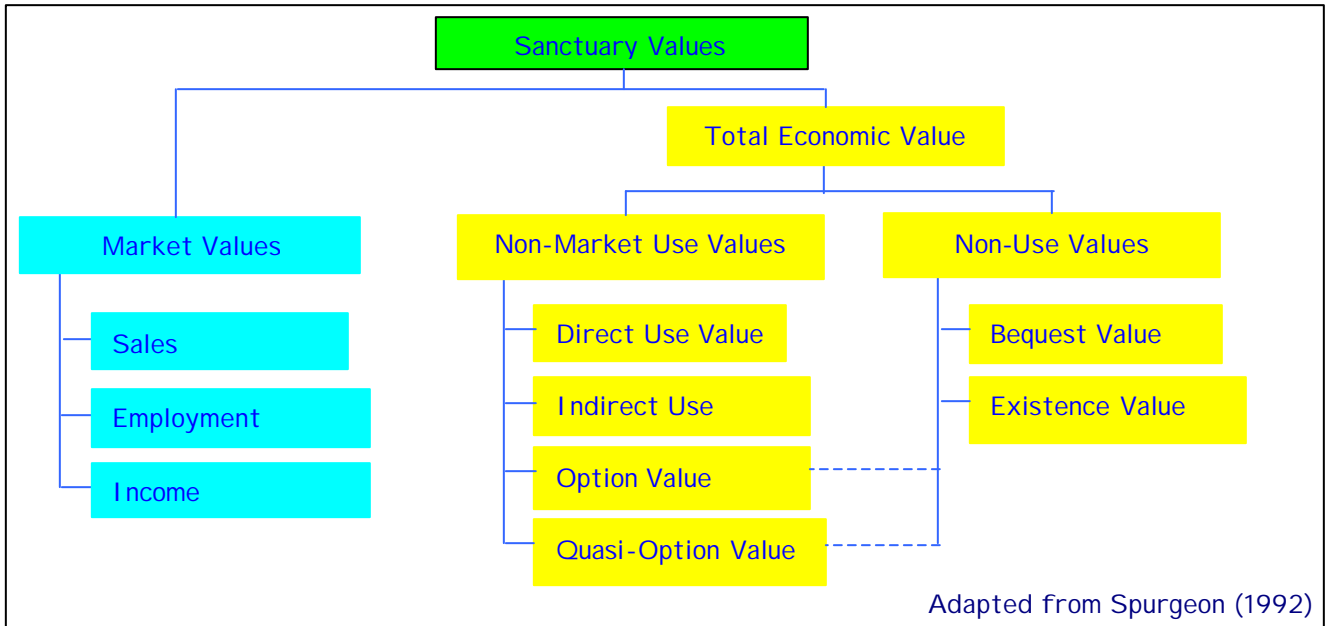 Sanctuary Values
Total Economic Value
Market Values
Non-Market Use Values
Non-Use Values
Sales
Employment
Income
Direct Use Value
Indirect Use
Option Value
Quasi-Option Value
Bequest Value
Existence Value
Adapted from Spurgeon (1992)